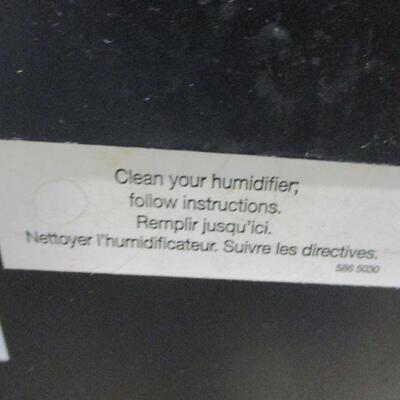 Clean your humidifier;
follow instructions.
Remplir jusqu'ici.
Nettoyer l'humidificateur. Suivre les directives.
586 5030